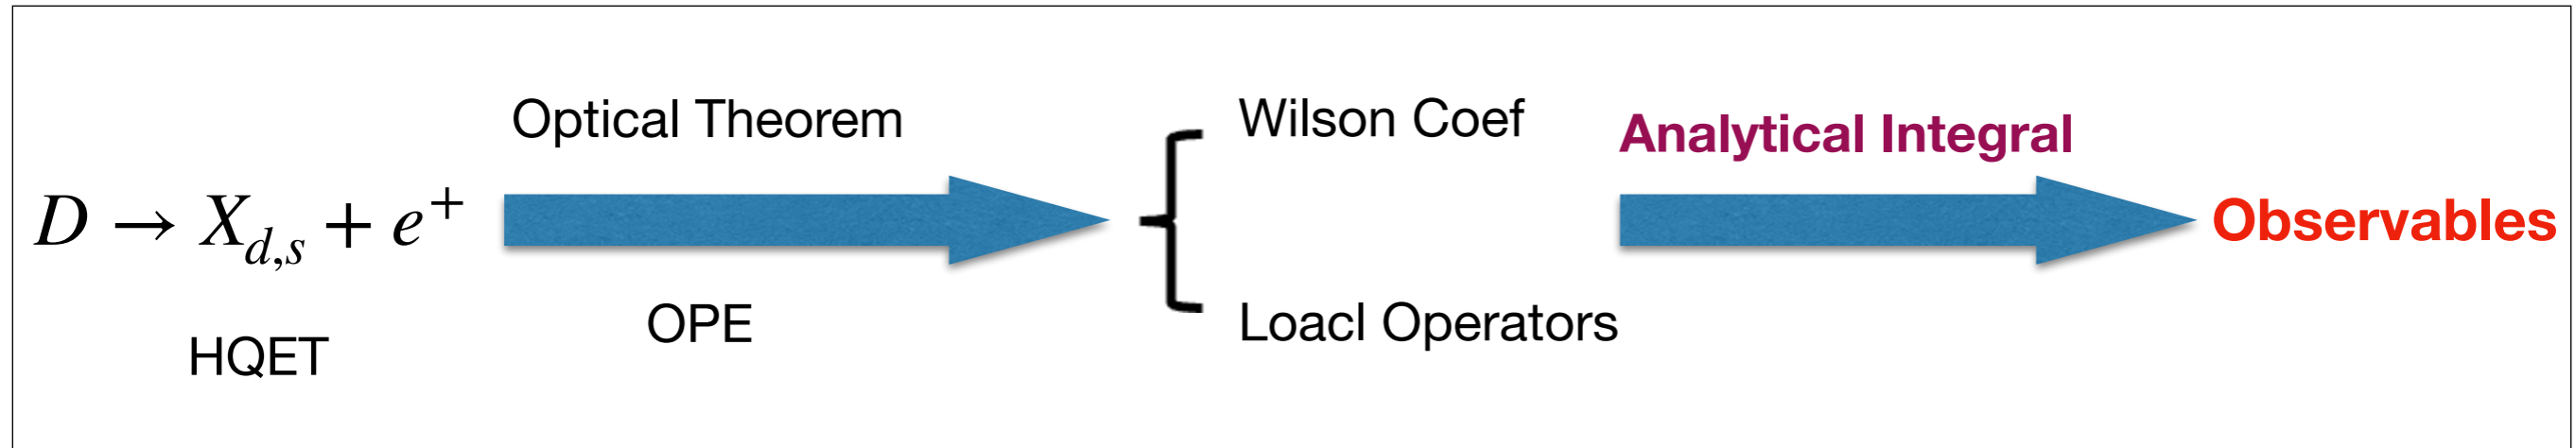 D → X_{d,s} + e^+
HQET
Optical Theorem
OPE
Wilson Coef
Loacl Operators
Analytical Integral
Observables